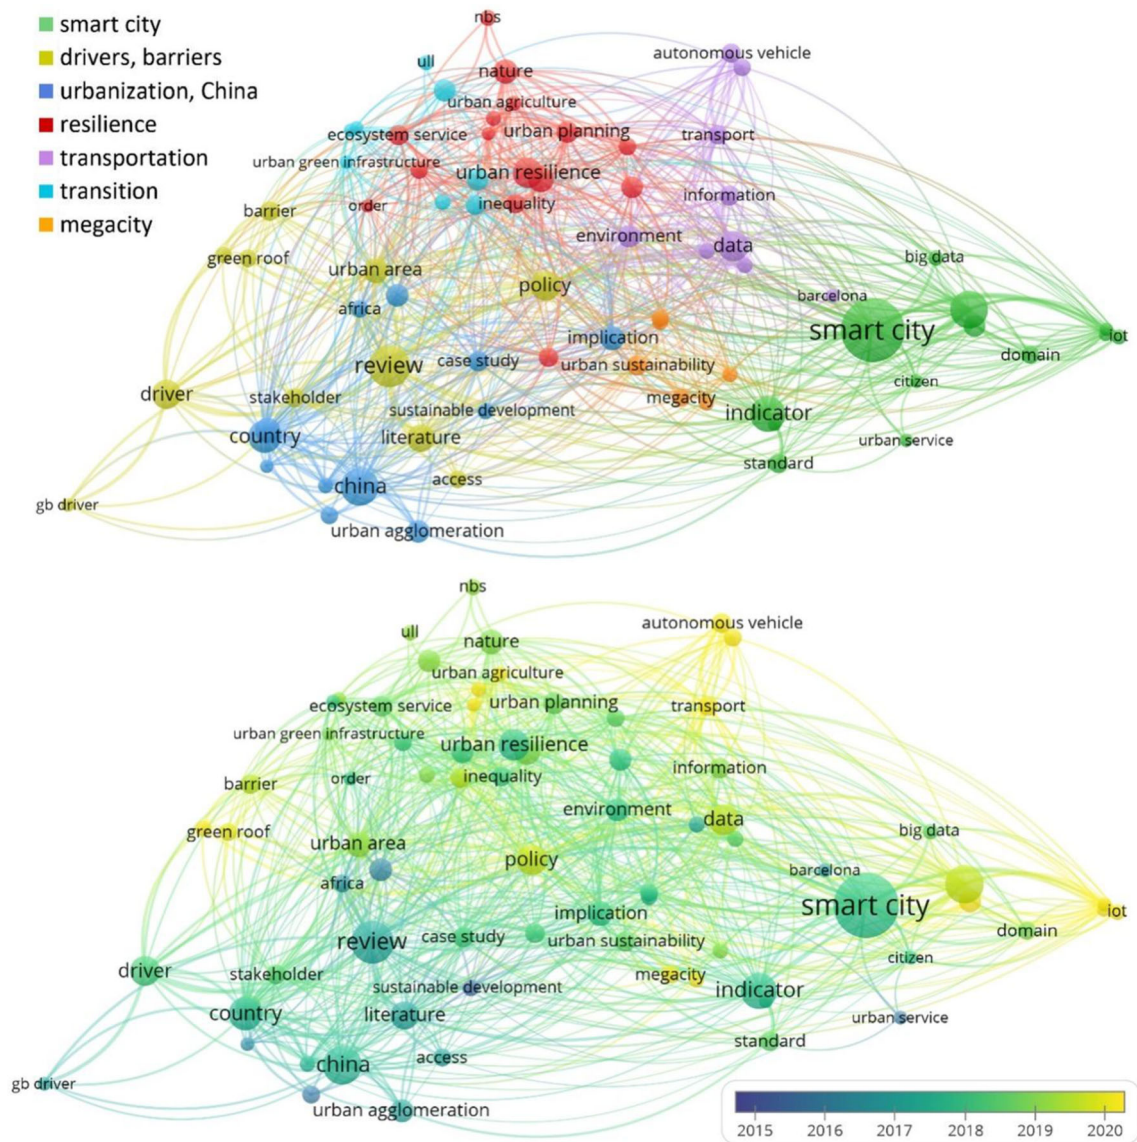 smart city
drivers, barriers
urbanization, China
resilience
transportation
transition
megacity
nbs
autonomous vehicle
ull
nature
urban agriculture
ecosystem service
urban planning
transport
urban green infrastructure
urban resilience
information
barrier
order
inequality
environment
data
green roof
urban area
big data
policy
barcelona
africa
smart city
iot
implication
domain
review
case study
urban sustainability
citizen
driver
stakeholder
megacity
sustainable development
indicator
country
literature
urban service
standard
china
access
gb driver
urban agglomeration
nbs
autonomous vehicle
ull
nature
urban agriculture
ecosystem service
urban planning
transport
urban green infrastructure
urban resilience
information
barrier
order
inequality
environment
data
green roof
urban area
big data
policy
barcelona
africa
smart city
iot
implication
domain
review
case study
urban sustainability
citizen
driver
stakeholder
megacity
sustainable development
indicator
country
literature
urban service
standard
china
access
gb driver
urban agglomeration
2015 2016 2017 2018 2019 2020